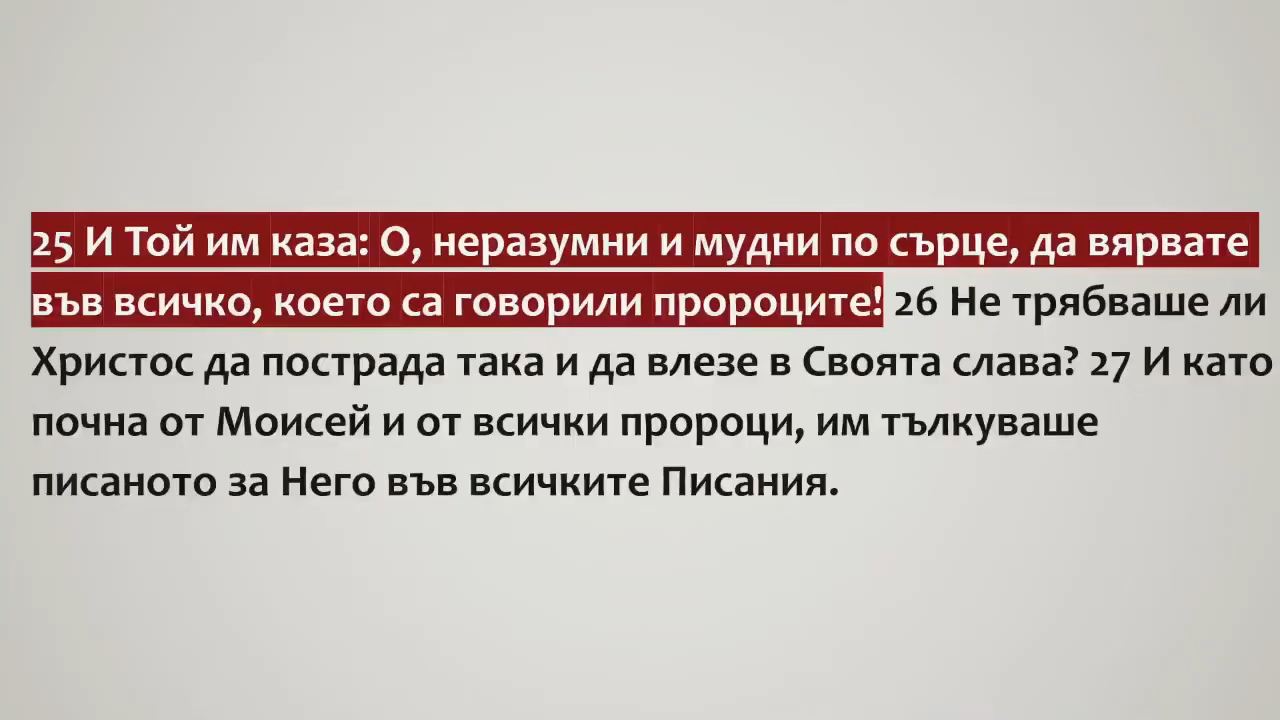 25 И Той им каза: О, неразумни и мудни по сърце, да вярвате
във всичко, което са говорили пророците! 26 Не трябваше ли
Христос да пострада така и да влезе в Своята слава? 27 И като
почна от Моисей и от всички пророци, им тълкуваше
писаното за Него във всичките Писания.